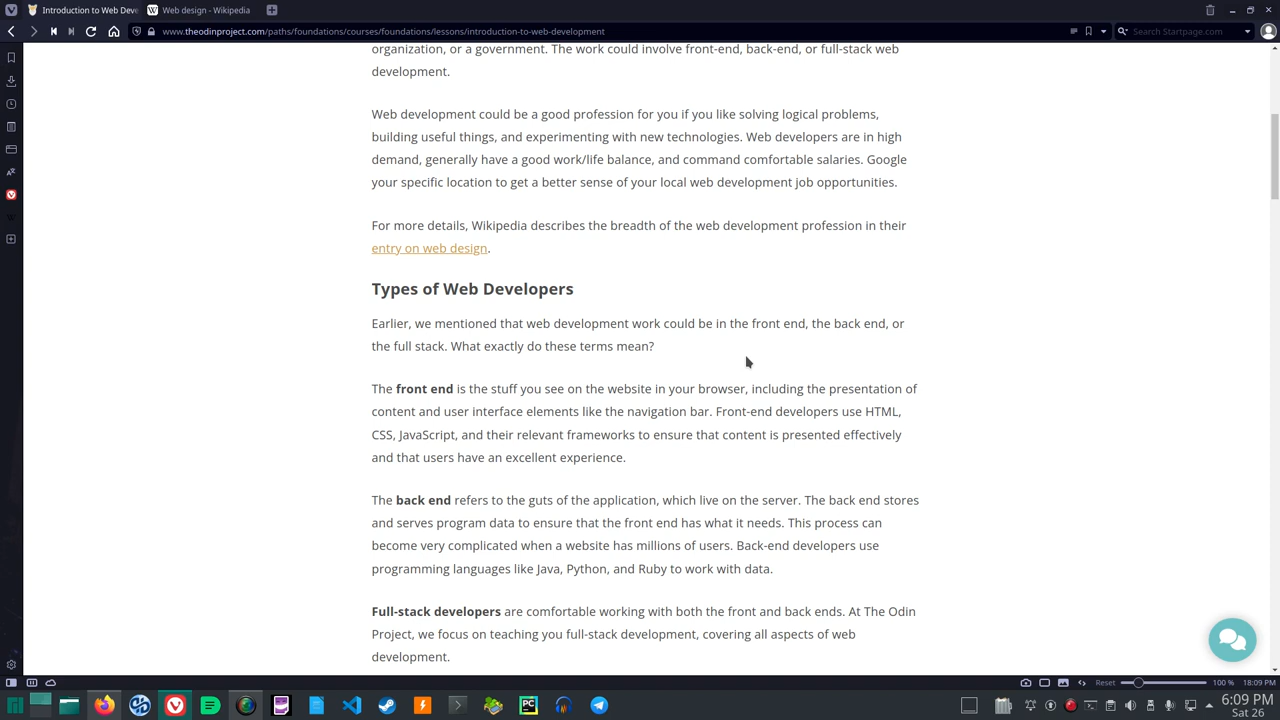 Introduction to Web Deve
Web design - Wikipedia
www.theodinproject.com/paths/foundations/courses/foundations/lessons/introduction-to-web-development
Search Startpage.com
organization, or a government. The work could involve front-end, back-end, or full-stack web
development.
Web development could be a good profession for you if you like solving logical problems,
building useful things, and experimenting with new technologies. Web developers are in high
demand, generally have a good work/life balance, and command comfortable salaries. Google
your specific location to get a better sense of your local web development job opportunities.
For more details, Wikipedia describes the breadth of the web development profession in their
entry on web design.
Types of Web Developers
Earlier, we mentioned that web development work could be in the front end, the back end, or
the full stack. What exactly do these terms mean?
The front end is the stuff you see on the website in your browser, including the presentation of
content and user interface elements like the navigation bar. Front-end developers use HTML,
CSS, JavaScript, and their relevant frameworks to ensure that content is presented effectively
and that users have an excellent experience.
The back end refers to the guts of the application, which live on the server. The back end stores
and serves program data to ensure that the front end has what it needs. This process can
become very complicated when a website has millions of users. Back-end developers use
programming languages like Java, Python, and Ruby to work with data.
Full-stack developers are comfortable working with both the front and back ends. At The Odin
Project, we focus on teaching you full-stack development, covering all aspects of web
development.
Reset
100 %
18:09 PM
6:09 PM
Sat 26